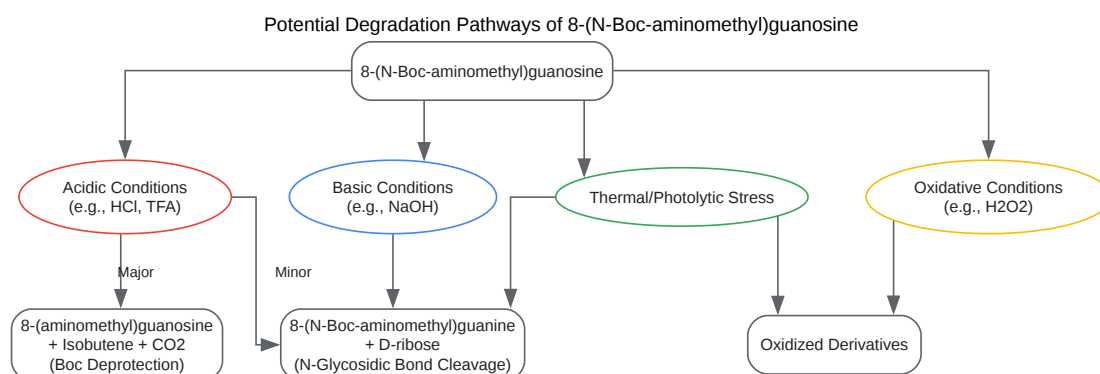 Potential Degradation Pathways of 8-(N-Boc-aminomethyl)guanosine
8-(N-Boc-aminomethyl)guanosine
Acidic Conditions
(e.g., HCl, TFA)
Basic Conditions
(e.g., NaOH)
Thermal/Photolytic Stress
Oxidative Conditions
(e.g., H2O2)
Major
Minor
8-(aminomethyl)guanosine
+ Isobutene + CO2
(Boc Deprotection)
8-(N-Boc-aminomethyl)guanine
+ D-ribose
(N-Glycosidic Bond Cleavage)
Oxidized Derivatives